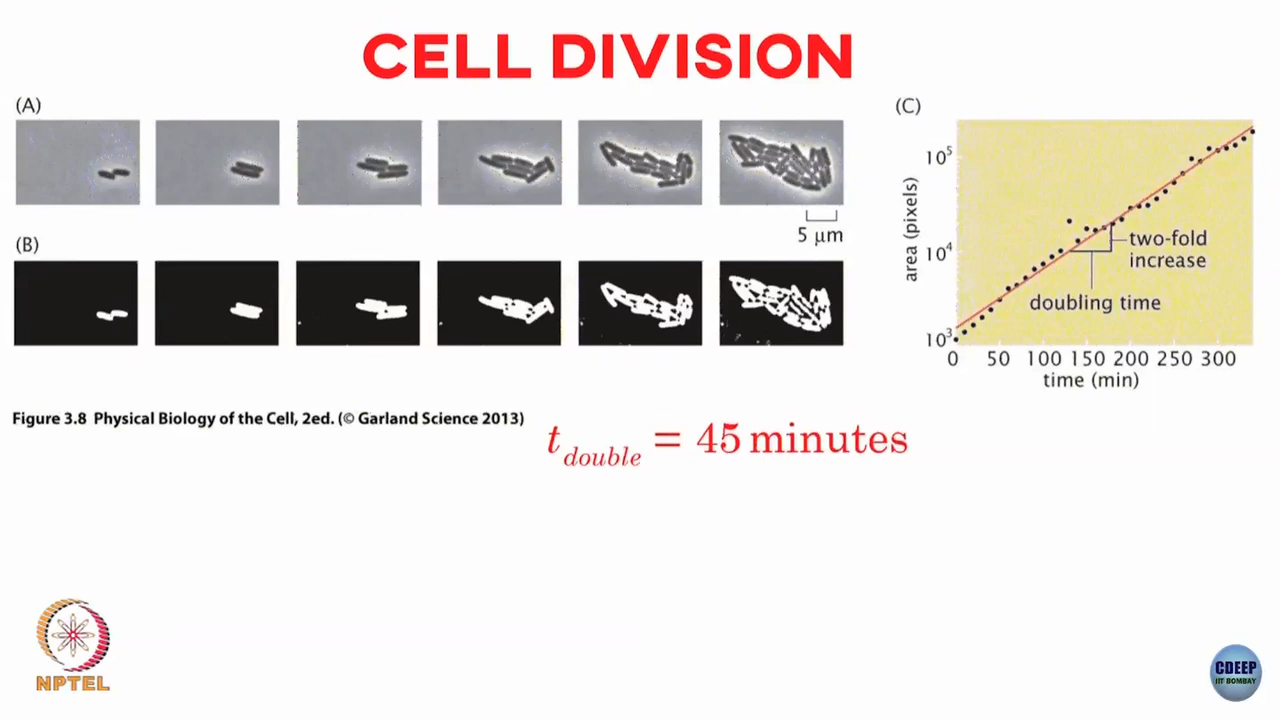 CELL DIVISION
(A)
(C)
5 μm
(B)
area (pixels)
10⁵
10⁴
10³
two-fold
increase
doubling time
0 50 100 150 200 250 300
time (min)
Figure 3.8 Physical Biology of the Cell, 2ed. (© Garland Science 2013)
t_double = 45 minutes
NPTEL
CDEEP
IIT BOMBAY